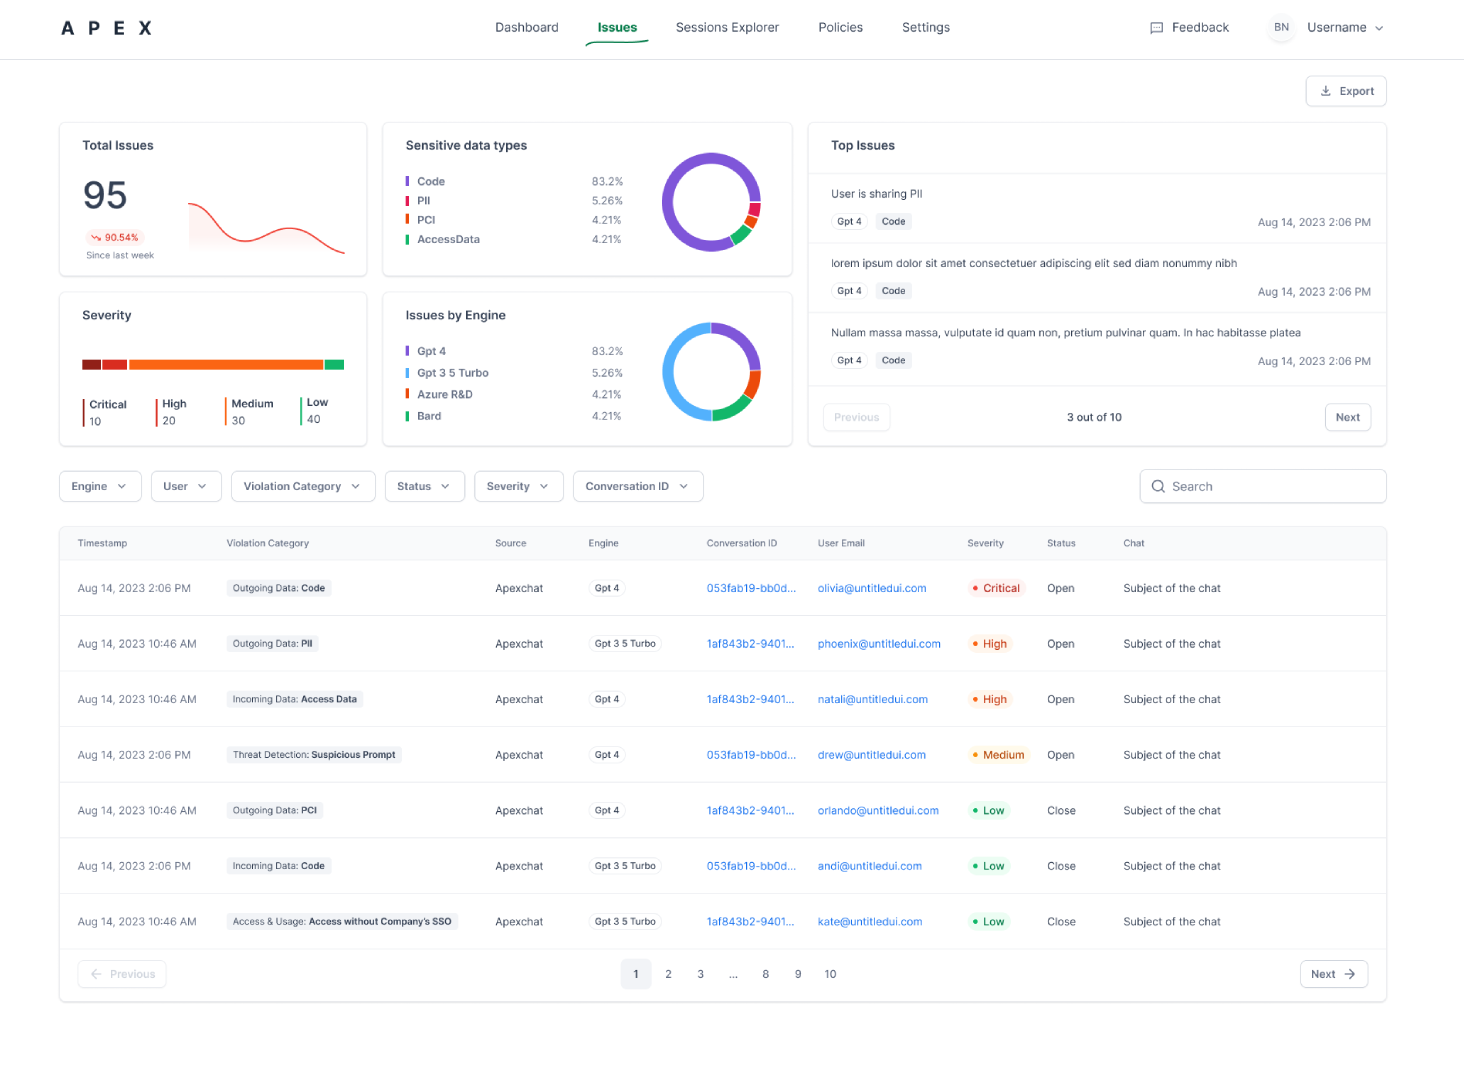 APEX
Dashboard
Issues
Sessions Explorer
Policies
Settings
Feedback
BN
Username
Export
Total Issues
95
90.54%
Since last week
Sensitive data types
Code 83.2%
PII 5.26%
PCI 4.21%
AccessData 4.21%
Top Issues
User is sharing PII
Gpt 4 Code Aug 14, 2023 2:06 PM
lorem ipsum dolor sit amet consectetuer adipiscing elit sed diam nonummy nibh
Gpt 4 Code Aug 14, 2023 2:06 PM
Nullam massa massa, vulputate id quam non, pretium pulvinar quam. In hac habitasse platea
Gpt 4 Code Aug 14, 2023 2:06 PM
Previous 3 out of 10 Next
Severity
Critical
10
High
20
Medium
30
Low
40
Issues by Engine
Gpt 4 83.2%
Gpt 3 5 Turbo 5.26%
Azure R&D 4.21%
Bard 4.21%
Engine User Violation Category Status Severity Conversation ID Search
Timestamp Violation Category Source Engine Conversation ID User Email Severity Status Chat
Aug 14, 2023 2:06 PM Outgoing Data: Code Apexchat Gpt 4 053fab19-bb0d... olivia@untitledui.com Critical Open Subject of the chat
Aug 14, 2023 10:46 AM Outgoing Data: PII Apexchat Gpt 3 5 Turbo 1af843b2-9401... phoenix@untitledui.com High Open Subject of the chat
Aug 14, 2023 10:46 AM Incoming Data: Access Data Apexchat Gpt 4 1af843b2-9401... natali@untitledui.com High Open Subject of the chat
Aug 14, 2023 2:06 PM Threat Detection: Suspicious Prompt Apexchat Gpt 4 053fab19-bb0d... drew@untitledui.com Medium Open Subject of the chat
Aug 14, 2023 10:46 AM Outgoing Data: PCI Apexchat Gpt 4 1af843b2-9401... orlando@untitledui.com Low Close Subject of the chat
Aug 14, 2023 2:06 PM Incoming Data: Code Apexchat Gpt 3 5 Turbo 053fab19-bb0d... andi@untitledui.com Low Close Subject of the chat
Aug 14, 2023 10:46 AM Access & Usage: Access without Company's SSO Apexchat Gpt 3 5 Turbo 1af843b2-9401... kate@untitledui.com Low Close Subject of the chat
Previous 1 2 3 ... 8 9 10 Next